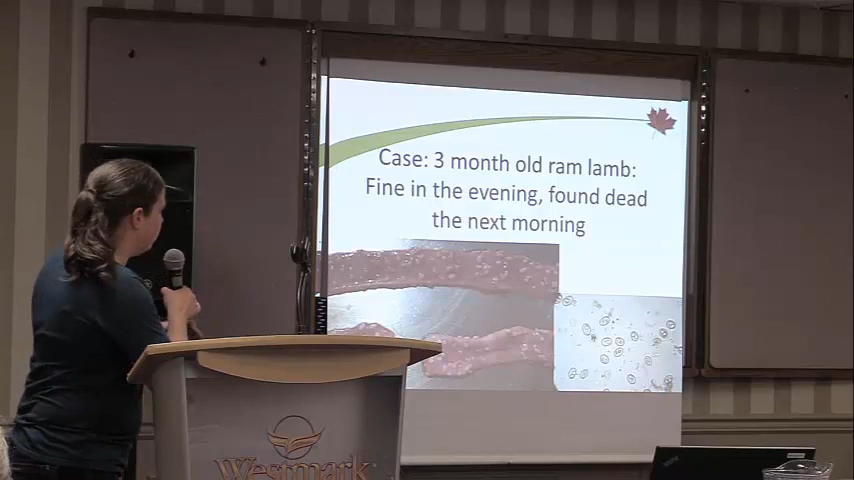 Case: 3 month old ram lamb:
Fine in the evening, found dead
the next morning
Westmark